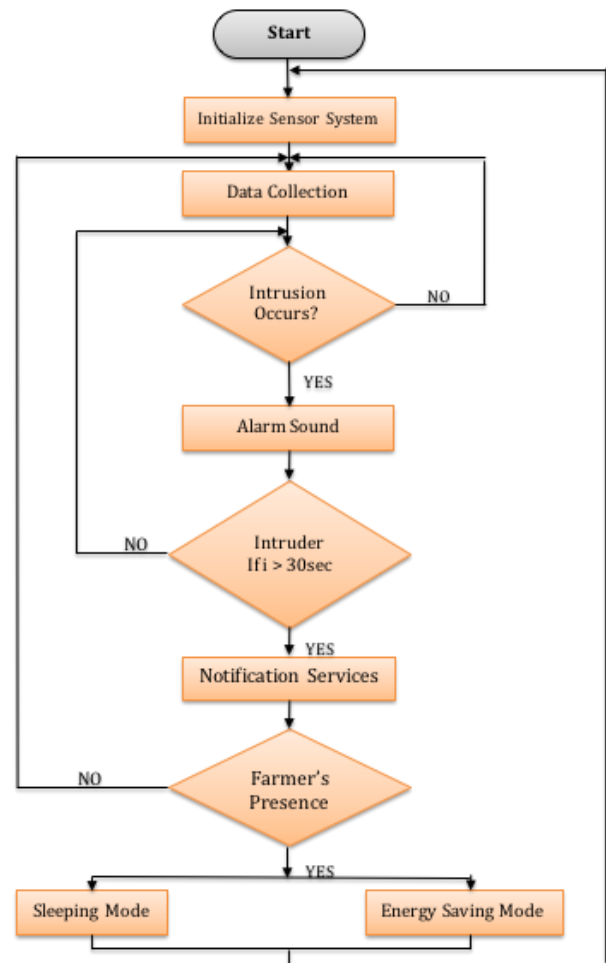 Start
Initialize Sensor System
Data Collection
Intrusion
Occurs?
NO
YES
Alarm Sound
Intruder
If i > 30sec
NO
YES
Notification Services
Farmer's
Presence
NO
YES
Sleeping Mode
Energy Saving Mode